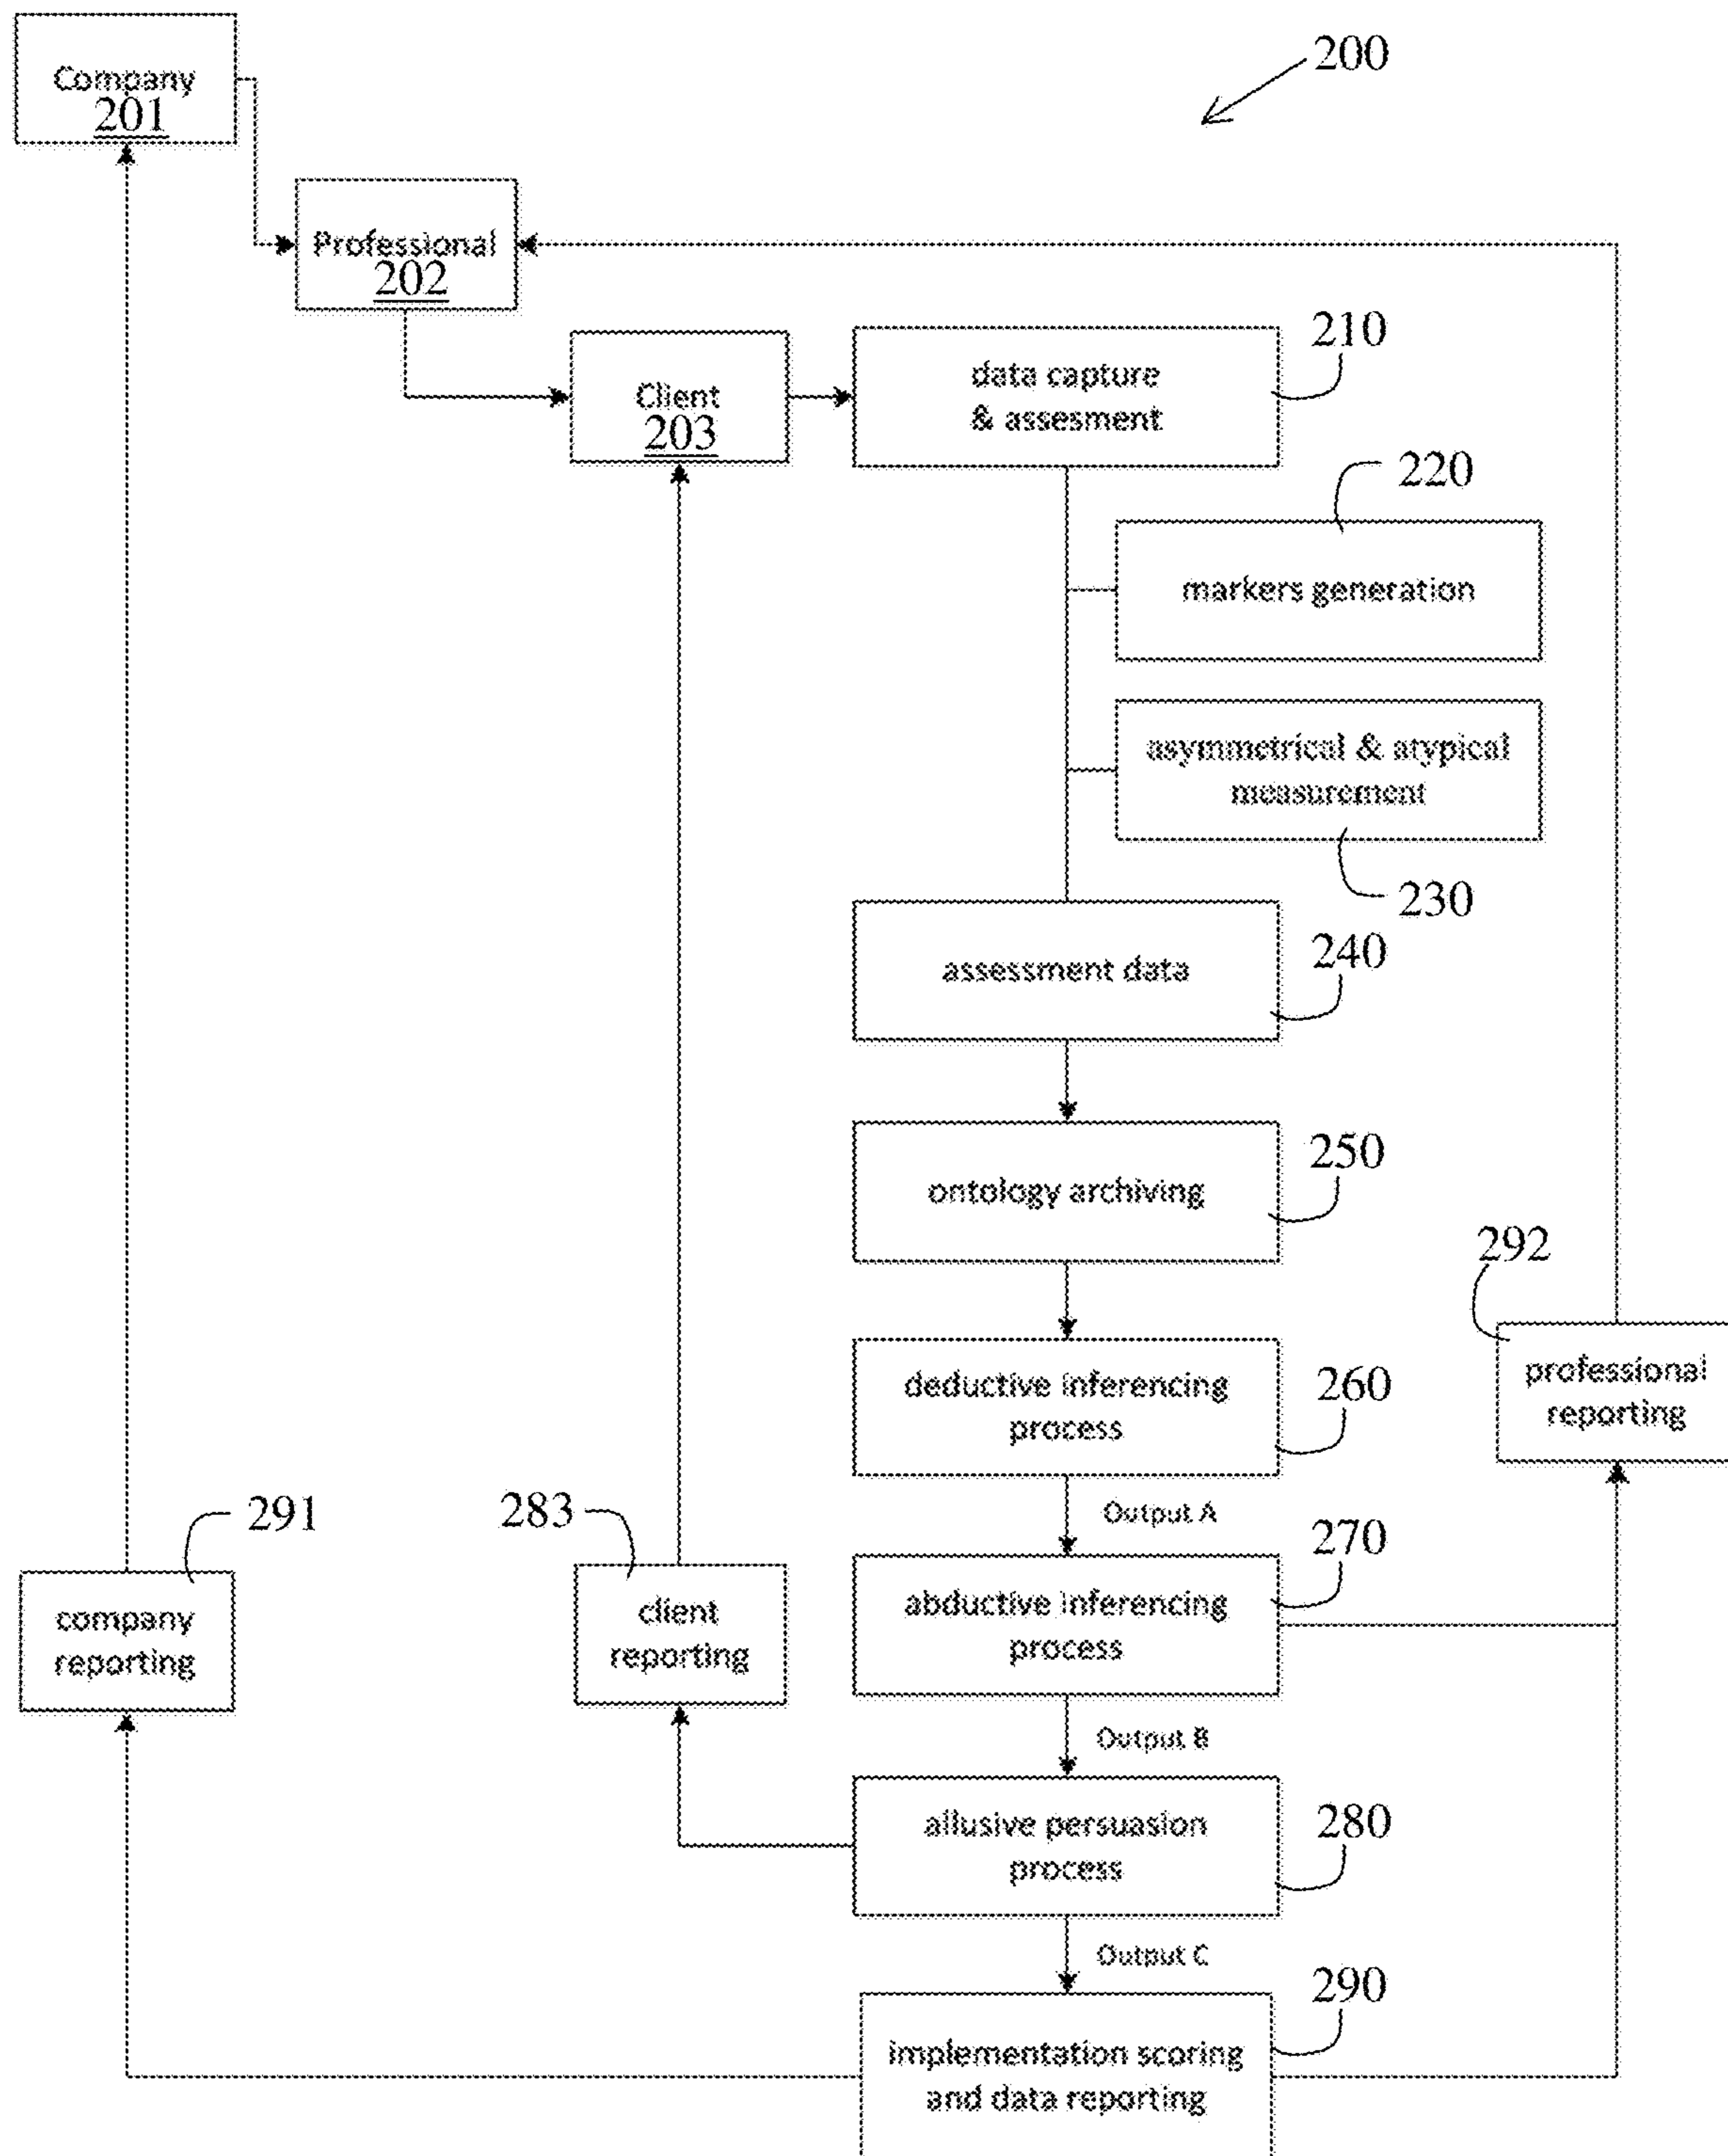 200
Company
201
Professional
202
Client
203
data capture
& assesment
210
220
markers generation
asymmetrical & atypical
measurement
230
assessment data
240
ontology archiving
250
292
professional
reporting
deductive inferencing
process
260
Output A
291
company
reporting
283
client
reporting
abductive inferencing
process
270
Output B
allusive persuasion
process
280
Output C
implementation scoring
and data reporting
290